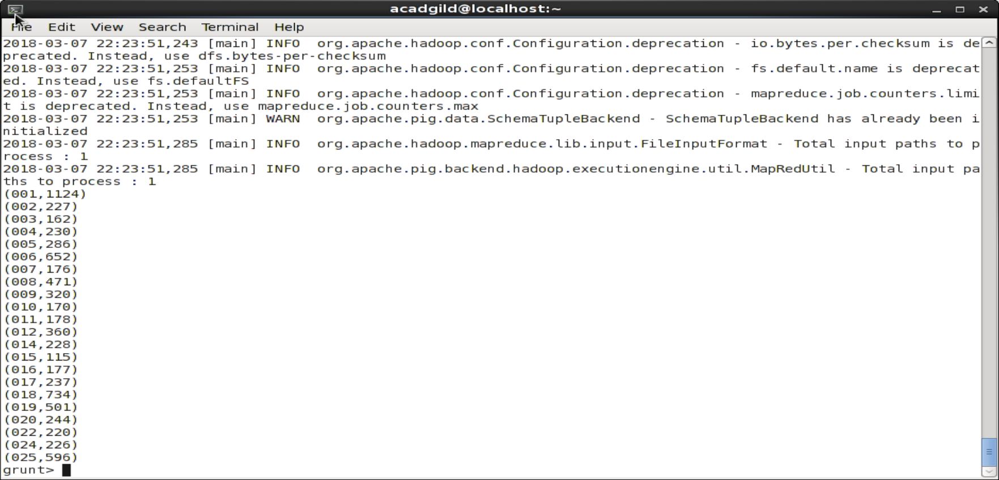 acadgild@localhost:~
File Edit View Search Terminal Help
2018-03-07 22:23:51,243 [main] INFO  org.apache.hadoop.conf.Configuration.deprecation - io.bytes.per.checksum is de
precated. Instead, use dfs.bytes-per-checksum
2018-03-07 22:23:51,253 [main] INFO  org.apache.hadoop.conf.Configuration.deprecation - fs.default.name is deprecat
ed. Instead, use fs.defaultFS
2018-03-07 22:23:51,253 [main] INFO  org.apache.hadoop.conf.Configuration.deprecation - mapreduce.job.counters.limi
t is deprecated. Instead, use mapreduce.job.counters.max
2018-03-07 22:23:51,253 [main] WARN  org.apache.pig.data.SchemaTupleBackend - SchemaTupleBackend has already been i
nitialized
2018-03-07 22:23:51,285 [main] INFO  org.apache.hadoop.mapreduce.lib.input.FileInputFormat - Total input paths to p
rocess : 1
2018-03-07 22:23:51,285 [main] INFO  org.apache.pig.backend.hadoop.executionengine.util.MapRedUtil - Total input pa
ths to process : 1
(001,1124)
(002,227)
(003,162)
(004,230)
(005,286)
(006,652)
(007,176)
(008,471)
(009,320)
(010,170)
(011,178)
(012,360)
(014,228)
(015,115)
(016,177)
(017,237)
(018,734)
(019,501)
(020,244)
(022,220)
(024,226)
(025,596)
grunt>